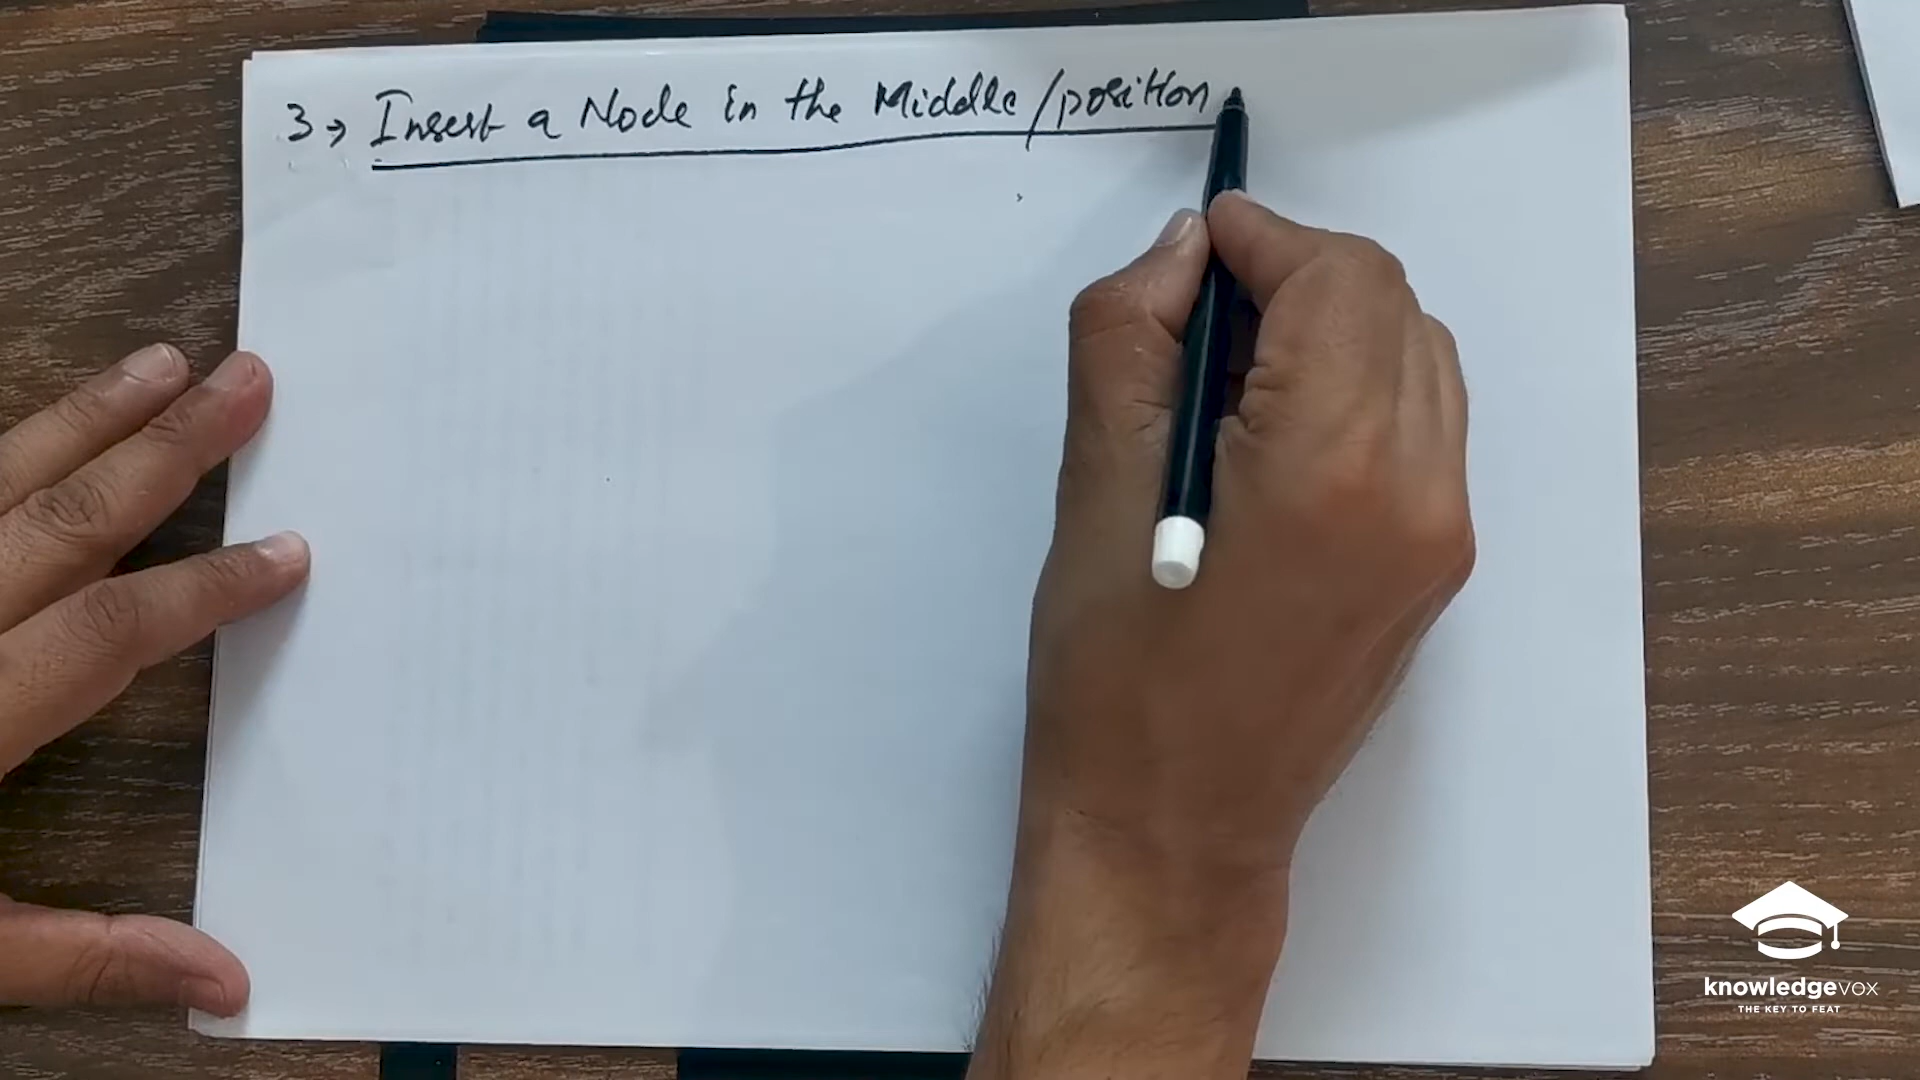 3→ Insert a Node in the Middle/position
knowledgevox
THE KEY TO FEAT